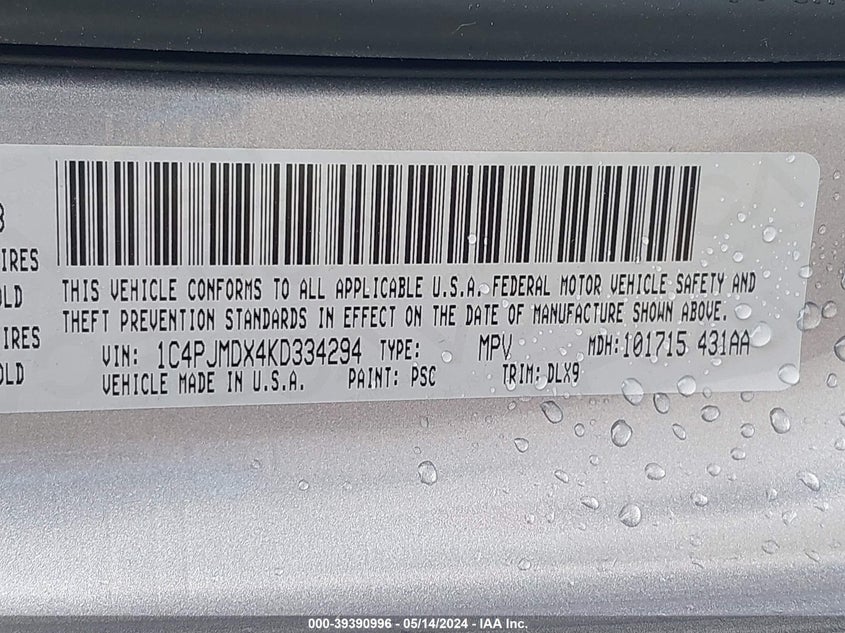 IRES
OLD
IRES
OLD
THIS VEHICLE CONFORMS TO ALL APPLICABLE U.S.A. FEDERAL MOTOR VEHICLE SAFETY AND
THEFT PREVENTION STANDARDS IN EFFECT ON THE DATE OF MANUFACTURE SHOWN ABOVE.
VIN: 1C4PJMDX4KD334294 TYPE: MPV MDH:101715 431AA
VEHICLE MADE IN U.S.A. PAINT: PSC TRIM: DLX9
000-39390996 - 05/14/2024 - IAA Inc.